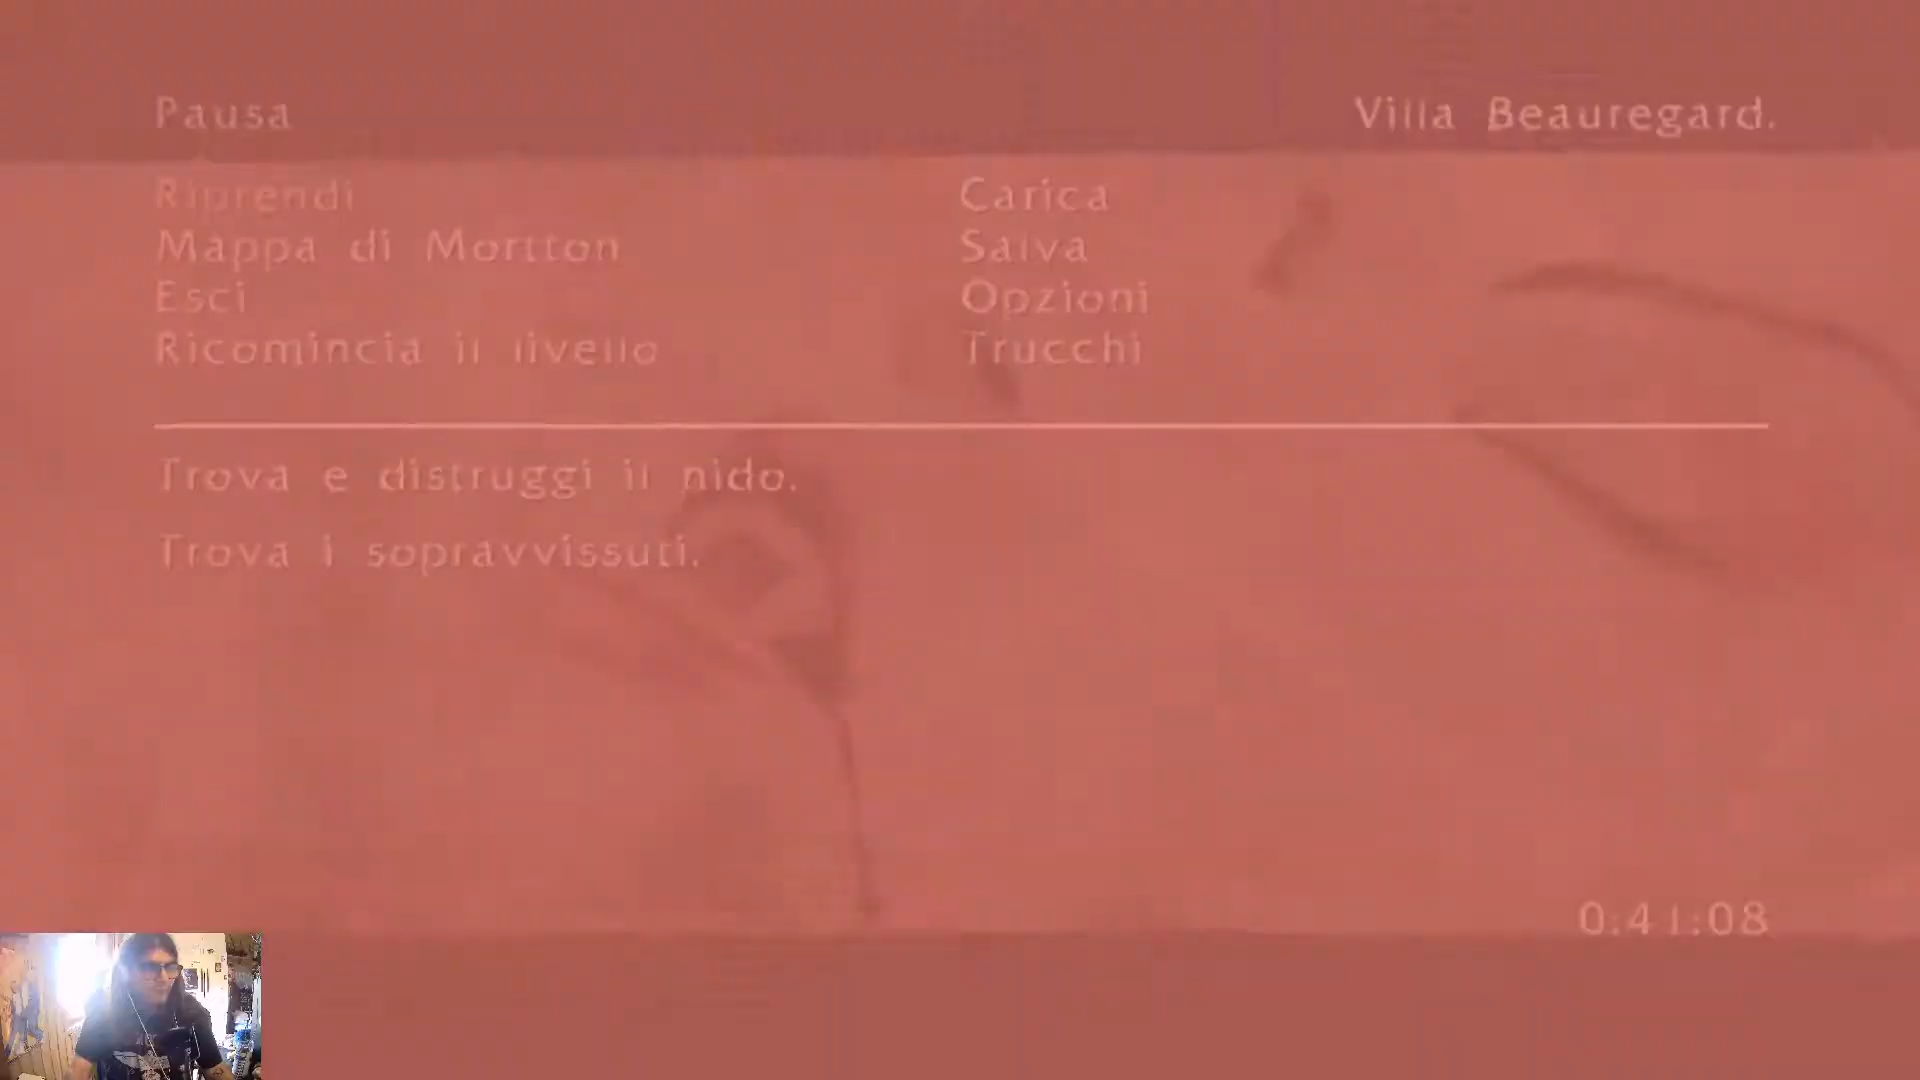 Pausa
Villa Beauregard.
Riprendi
Mappa di Mortton
Esci
Ricomincia il livello
Carica
Salva
Opzioni
Trucchi
Trova e distruggi il nido.
Trova i sopravvissuti.
0:41:08